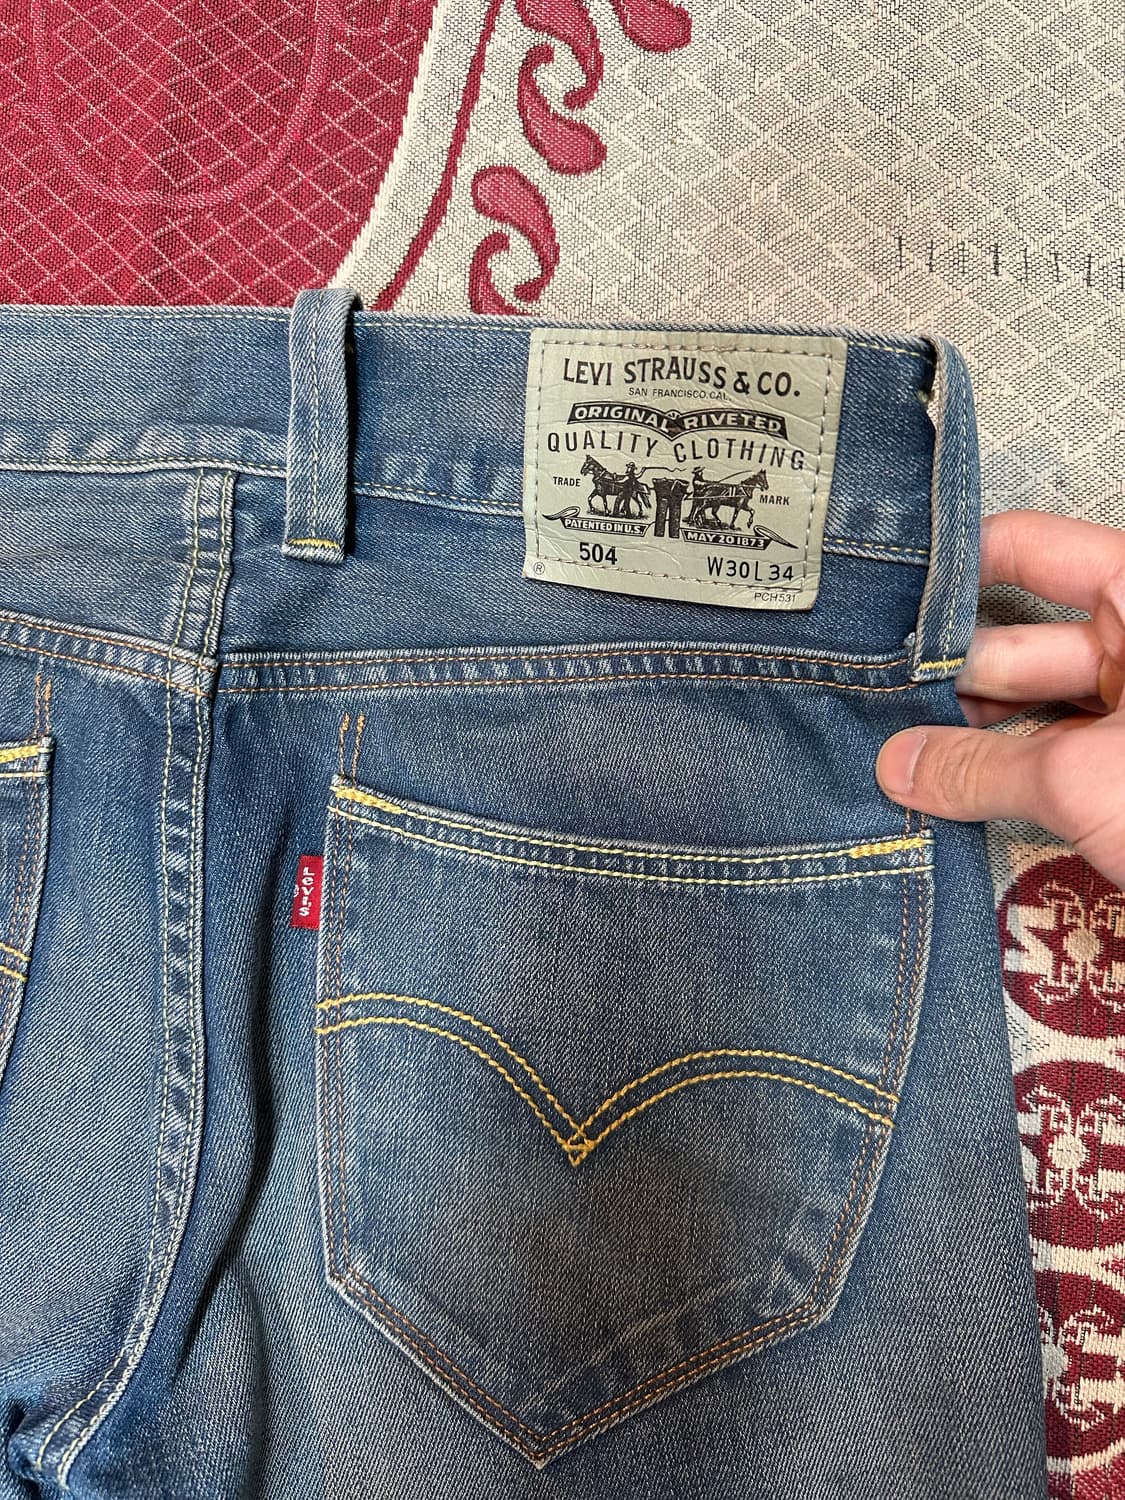 LEVI STRAUSS & CO.
SAN FRANCISCO.CAL.
ORIGINAL RIVETED
QUALITY CLOTHING
TRADE MARK
PATENTED IN U.S. MAY 20 1873
504 W30 L34
®
PCH531
Levi's